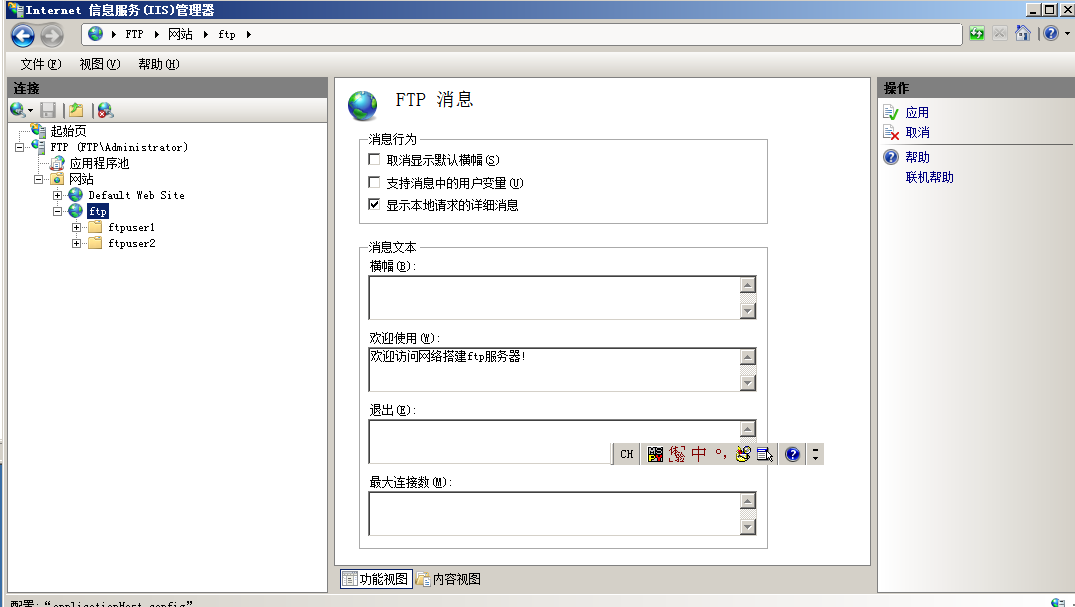 Internet 信息服务(IIS)管理器
FTP 网站 ftp
文件(F) 视图(V) 帮助(H)
连接
起始页
FTP (FTP\Administrator)
应用程序池
网站
Default Web Site
ftp
ftpuser1
ftpuser2
FTP 消息
消息行为
取消显示默认横幅(S)
支持消息中的用户变量(U)
显示本地请求的详细消息
消息文本
横幅(B):
欢迎使用(W):
欢迎访问网络搭建ftp服务器!
退出(E):
CH 中
最大连接数(M):
功能视图 内容视图
操作
应用
取消
帮助
联机帮助
配置:“applicationHost.config”